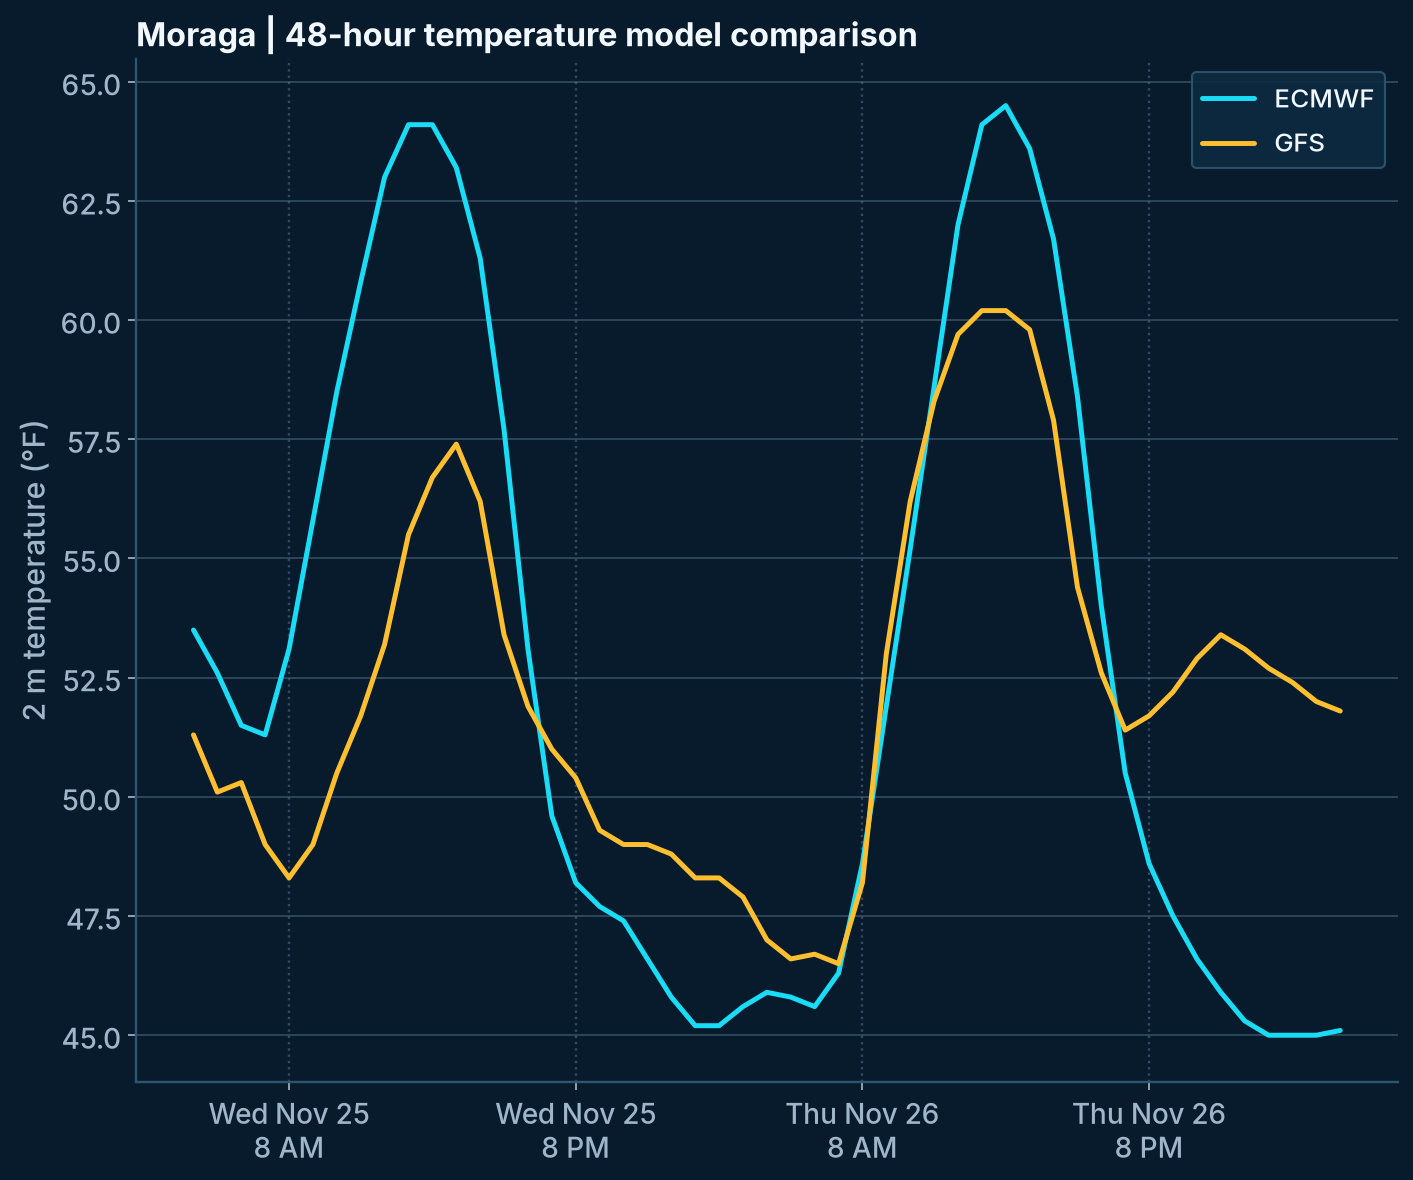 Moraga | 48-hour temperature model comparison
ECMWF
GFS
2 m temperature (°F)
65.0
62.5
60.0
57.5
55.0
52.5
50.0
47.5
45.0
Wed Nov 25
8 AM
Wed Nov 25
8 PM
Thu Nov 26
8 AM
Thu Nov 26
8 PM